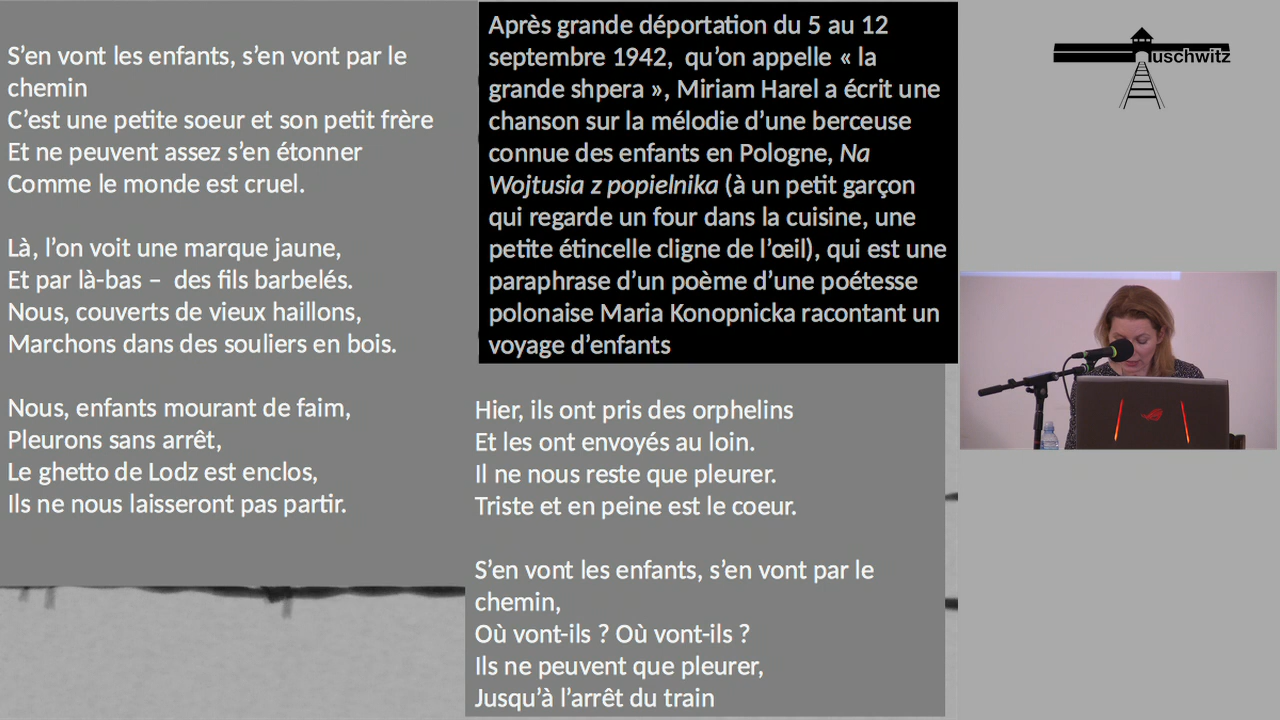 S’en vont les enfants, s’en vont par le
chemin
C’est une petite soeur et son petit frère
Et ne peuvent assez s’en étonner
Comme le monde est cruel.
Là, l’on voit une marque jaune,
Et par là-bas –  des fils barbelés.
Nous, couverts de vieux haillons,
Marchons dans des souliers en bois.
Nous, enfants mourant de faim,
Pleurons sans arrêt,
Le ghetto de Lodz est enclos,
Ils ne nous laisseront pas partir.
Après grande déportation du 5 au 12
septembre 1942,  qu’on appelle « la
grande shpera », Miriam Harel a écrit une
chanson sur la mélodie d’une berceuse
connue des enfants en Pologne, Na
Wojtusia z popielnika (à un petit garçon
qui regarde un four dans la cuisine, une
petite étincelle cligne de l’œil), qui est une
paraphrase d’un poème d’une poétesse
polonaise Maria Konopnicka racontant un
voyage d’enfants
Hier, ils ont pris des orphelins
Et les ont envoyés au loin.
Il ne nous reste que pleurer.
Triste et en peine est le coeur.
S’en vont les enfants, s’en vont par le
chemin,
Où vont-ils ? Où vont-ils ?
Ils ne peuvent que pleurer,
Jusqu’à l’arrêt du train
uschwitz